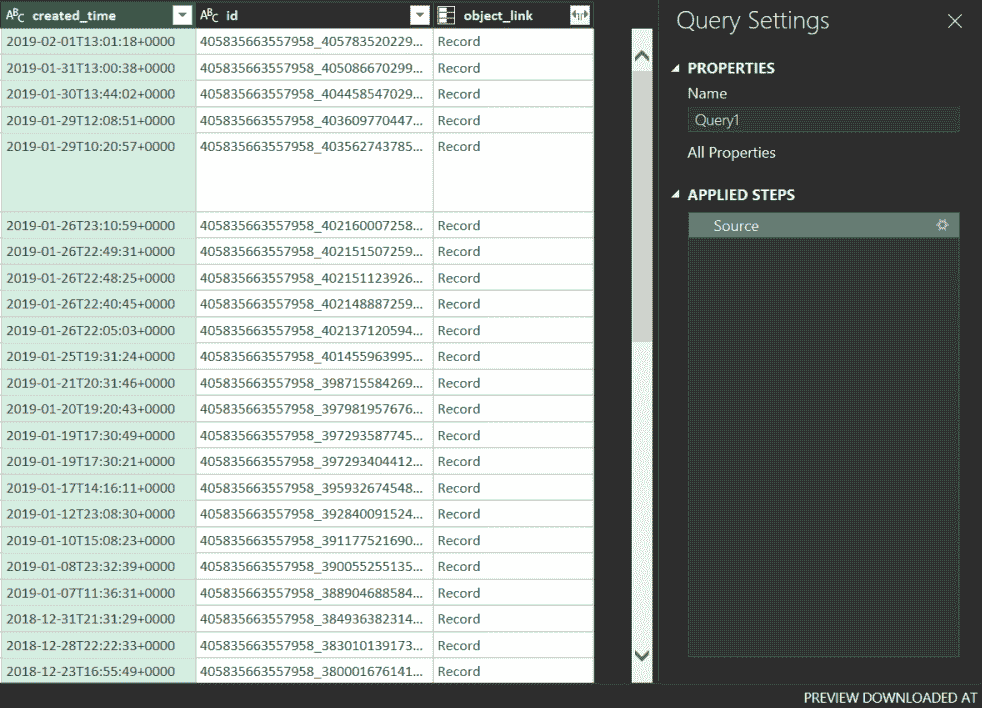 ABC created_time ABC id object_link
2019-02-01T13:01:18+0000 405835663557958_405783520229... Record
2019-01-31T13:00:38+0000 405835663557958_405086670299... Record
2019-01-30T13:44:02+0000 405835663557958_404458547029... Record
2019-01-29T12:08:51+0000 405835663557958_403609770447... Record
2019-01-29T10:20:57+0000 405835663557958_403562743785... Record
2019-01-26T23:10:59+0000 405835663557958_402160007258... Record
2019-01-26T22:49:31+0000 405835663557958_402151507259... Record
2019-01-26T22:48:25+0000 405835663557958_402151123926... Record
2019-01-26T22:40:45+0000 405835663557958_402148887259... Record
2019-01-26T22:05:03+0000 405835663557958_402137120594... Record
2019-01-25T19:31:24+0000 405835663557958_401455963995... Record
2019-01-21T20:31:46+0000 405835663557958_398715584269... Record
2019-01-20T19:20:43+0000 405835663557958_397981957676... Record
2019-01-19T17:30:49+0000 405835663557958_397293587745... Record
2019-01-19T17:30:21+0000 405835663557958_397293404412... Record
2019-01-17T14:16:11+0000 405835663557958_395932674548... Record
2019-01-12T23:08:30+0000 405835663557958_392840091524... Record
2019-01-10T15:08:23+0000 405835663557958_391177521690... Record
2019-01-08T23:32:39+0000 405835663557958_390055255135... Record
2019-01-07T11:36:31+0000 405835663557958_388904688584... Record
2018-12-31T21:31:29+0000 405835663557958_384936382314... Record
2018-12-28T22:22:33+0000 405835663557958_383010139173... Record
2018-12-23T16:55:49+0000 405835663557958_380001676141... Record
Query Settings
PROPERTIES
Name
Query1
All Properties
APPLIED STEPS
Source
PREVIEW DOWNLOADED AT